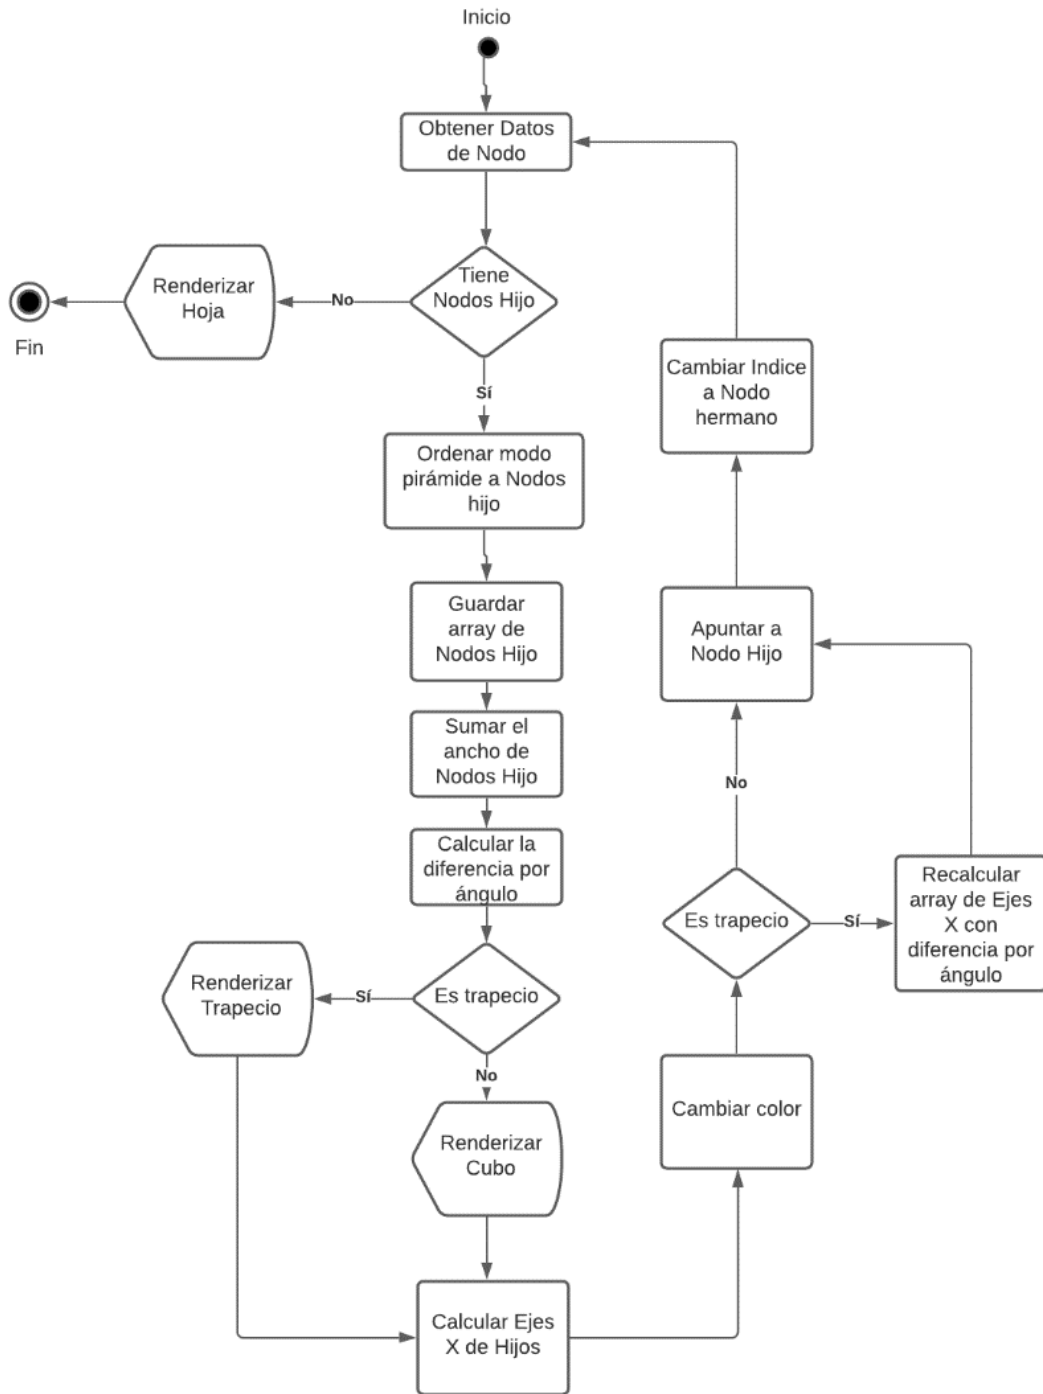 Inicio
Obtener Datos
de Nodo
Tiene
Nodos Hijo
No
Renderizar
Hoja
Fin
Sí
Ordenar modo
pirámide a Nodos
hijo
Guardar
array de
Nodos Hijo
Sumar el
ancho de
Nodos Hijo
Calcular la
diferencia por
ángulo
Es trapecio
Sí
Renderizar
Trapecio
No
Renderizar
Cubo
Calcular Ejes
X de Hijos
Cambiar color
Es trapecio
Sí
Recalcular
array de Ejes
X con
diferencia por
ángulo
No
Apuntar a
Nodo Hijo
Cambiar Indice
a Nodo
hermano